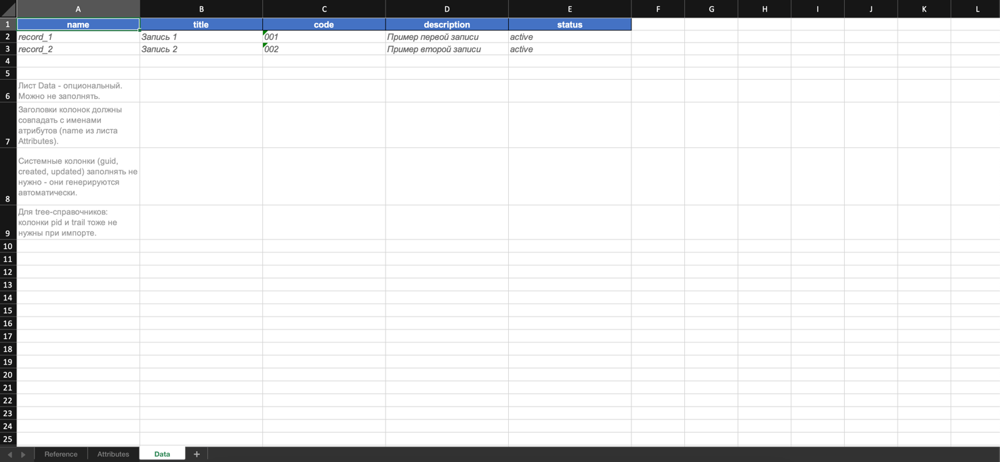 A B C D E F G H I J K L
1 name title code description status
2 record_1 Запись 1 001 Пример первой записи active
3 record_2 Запись 2 002 Пример второй записи active
4
5
Лист Data - опциональный.
6 Можно не заполнять.
Заголовки колонок должны
совпадать с именами
атрибутов (name из листа
7 Attributes).
Системные колонки (guid,
created, updated) заполнять не
нужно - они генерируются
автоматически.
8
Для tree-справочников:
колонки pid и trail тоже не
9 нужны при импорте.
10
11
12
13
14
15
16
17
18
19
20
21
22
23
24
25
Reference Attributes Data +